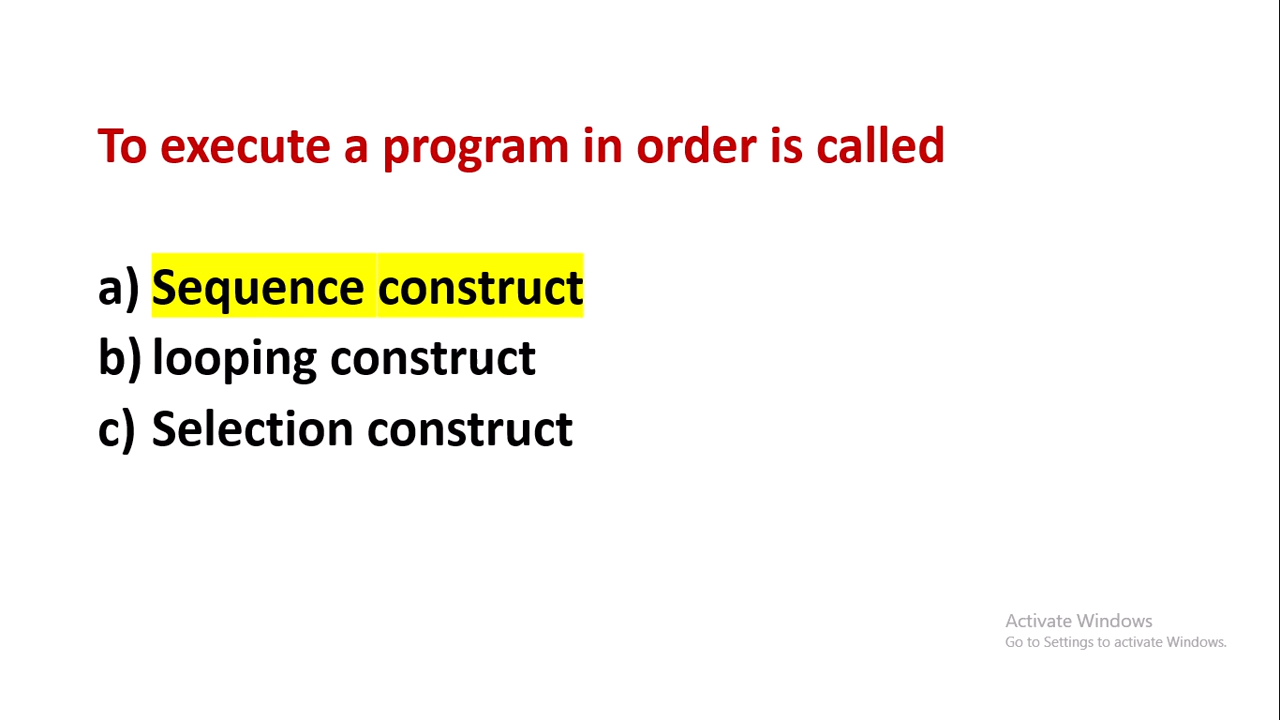 To execute a program in order is called
a) Sequence construct
b) looping construct
c) Selection construct
Activate Windows
Go to Settings to activate Windows.